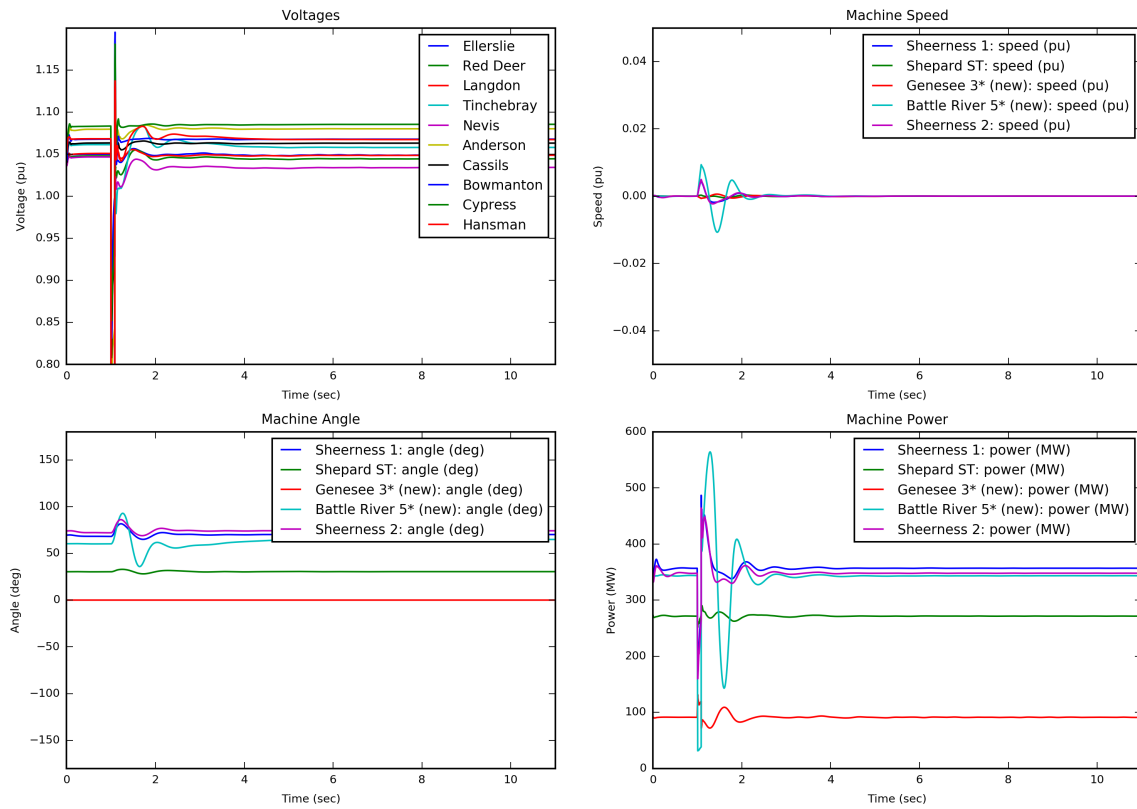 Voltages
1.15
1.10
1.05
1.00
0.95
0.90
0.85
0.80
Voltage (pu)
0
2
4
6
8
10
Time (sec)
Ellerslie
Red Deer
Langdon
Tinchebray
Nevis
Anderson
Cassils
Bowmanton
Cypress
Hansman
Machine Speed
0.04
0.02
0.00
−0.02
−0.04
Speed (pu)
0
2
4
6
8
10
Time (sec)
Sheerness 1: speed (pu)
Shepard ST: speed (pu)
Genesee 3* (new): speed (pu)
Battle River 5* (new): speed (pu)
Sheerness 2: speed (pu)
Machine Angle
150
100
50
0
−50
−100
−150
Angle (deg)
0
2
4
6
8
10
Time (sec)
Sheerness 1: angle (deg)
Shepard ST: angle (deg)
Genesee 3* (new): angle (deg)
Battle River 5* (new): angle (deg)
Sheerness 2: angle (deg)
Machine Power
600
500
400
300
200
100
0
Power (MW)
0
2
4
6
8
10
Time (sec)
Sheerness 1: power (MW)
Shepard ST: power (MW)
Genesee 3* (new): power (MW)
Battle River 5* (new): power (MW)
Sheerness 2: power (MW)